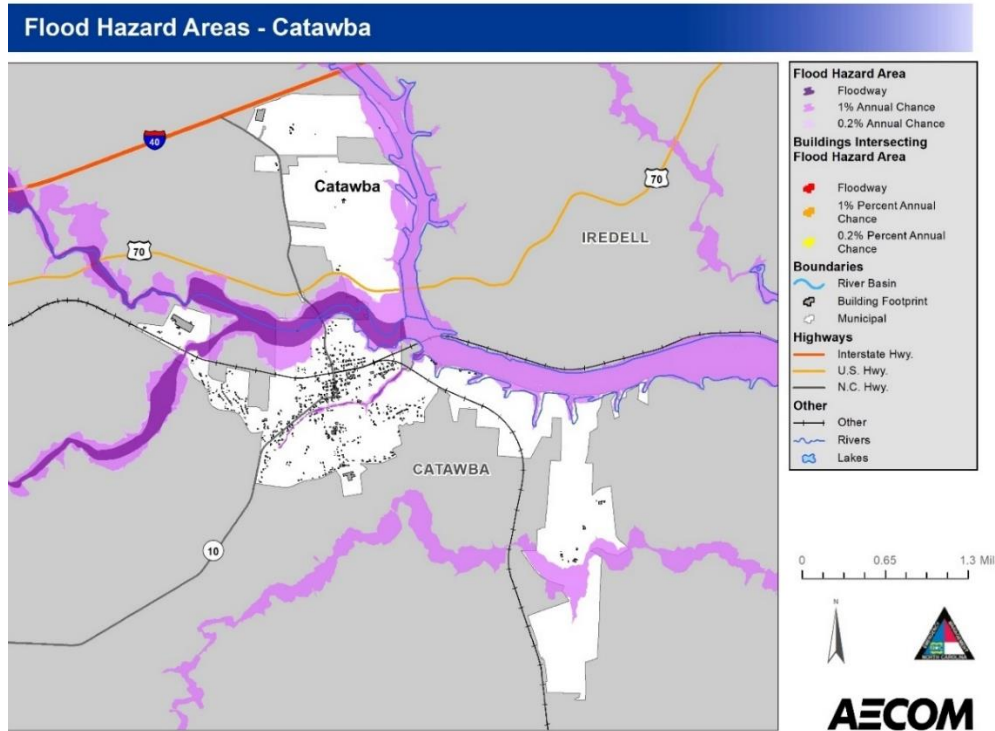 Flood Hazard Areas - Catawba
40
Catawba
70
IREDELL
70
CATAWBA
10
Flood Hazard Area
Floodway
1% Annual Chance
0.2% Annual Chance
Buildings Intersecting
Flood Hazard Area
Floodway
1% Percent Annual
Chance
0.2% Percent Annual
Chance
Boundaries
River Basin
Building Footprint
Municipal
Highways
Interstate Hwy.
U.S. Hwy.
N.C. Hwy.
Other
Other
Rivers
Lakes
0 0.65 1.3 Mil
N
NORTH CAROLINA
AECOM